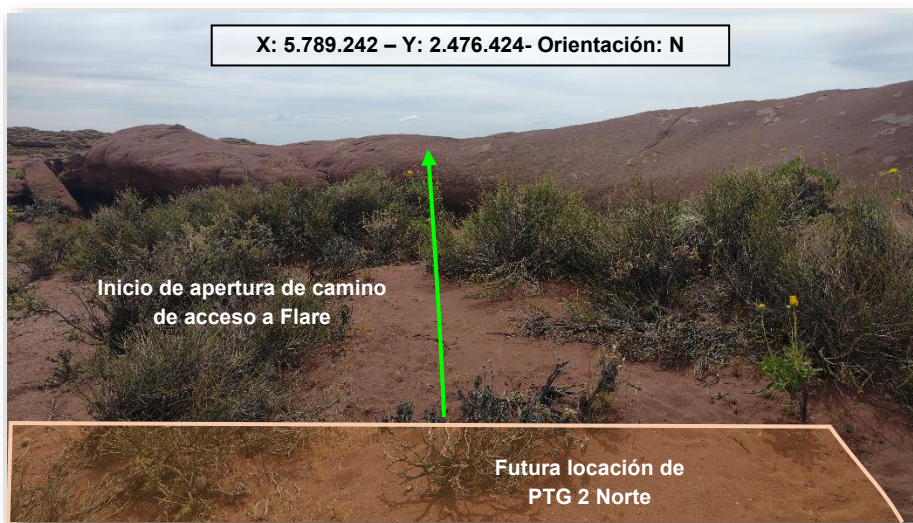 X: 5.789.242 – Y: 2.476.424- Orientación: N
Inicio de apertura de camino
de acceso a Flare
Futura locación de
PTG 2 Norte